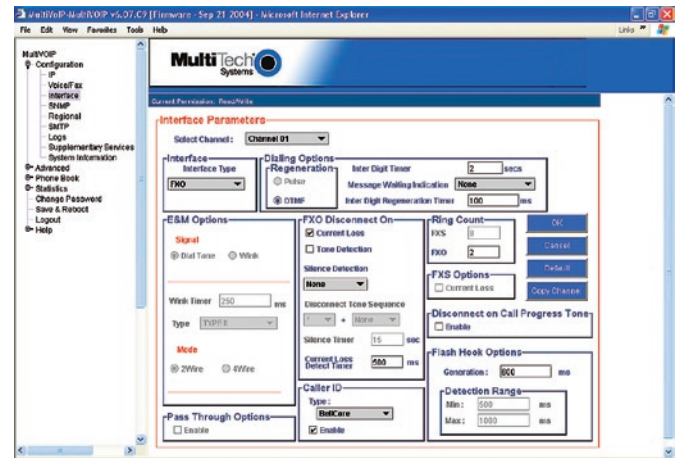 MultiVOIP-MultiVOIP v6.07.C9 [Firmware - Sep 21 2004] - Microsoft Internet Explorer
File Edit View Favorites Tools Help
Links »
MultiVOIP
Configuration
IP
Voice/Fax
Interface
SNMP
Regional
SMTP
Logs
Supplementary Services
System Information
Advanced
Phone Book
Statistics
Change Password
Save & Reboot
Logout
Help
MultiTech
Systems
Current Permission: Read/Write
Interface Parameters
Select Channel : Channel 01
Interface
Interface Type
FXO
Dialing Options
Regeneration
Pulse
DTMF
Inter Digit Timer 2 secs
Message Waiting Indication None
Inter Digit Regeneration Timer 100 ms
E&M Options
Signal
Dial Tone Wink
Wink Timer 250 ms
Type TYPE II
Mode
2Wire 4Wire
Pass Through Options
Enable
FXO Disconnect On
Current Loss
Tone Detection
Silence Detection
None
Disconnect Tone Sequence
1 + None
Silence Timer 15 sec
Current Loss
Detect Timer 500 ms
Caller ID
Type :
BellCore
Enable
Ring Count
FXS 8
FXO 2
FXS Options
Current Loss
OK
Cancel
Default
Copy Channel
Disconnect on Call Progress Tone
Enable
Flash Hook Options
Generation : 600 ms
Detection Range
Min : 500 ms
Max : 1000 ms